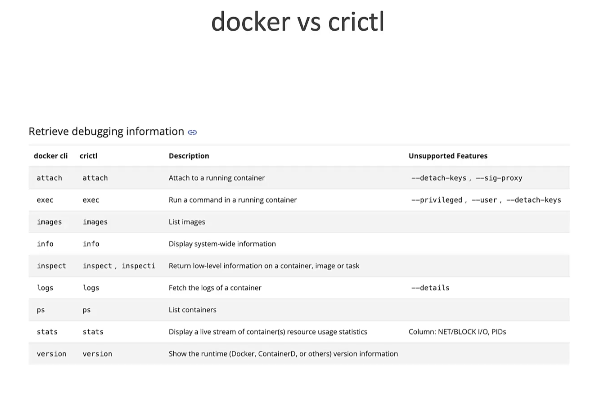 docker vs crictl
Retrieve debugging information
docker cli crictl Description Unsupported Features
attach attach Attach to a running container --detach-keys , --sig-proxy
exec exec Run a command in a running container --privileged , --user , --detach-keys
images images List images
info info Display system-wide information
inspect inspect , inspecti Return low-level information on a container, image or task
logs logs Fetch the logs of a container --details
ps ps List containers
stats stats Display a live stream of container(s) resource usage statistics Column: NET/BLOCK I/O, PIDs
version version Show the runtime (Docker, ContainerD, or others) version information